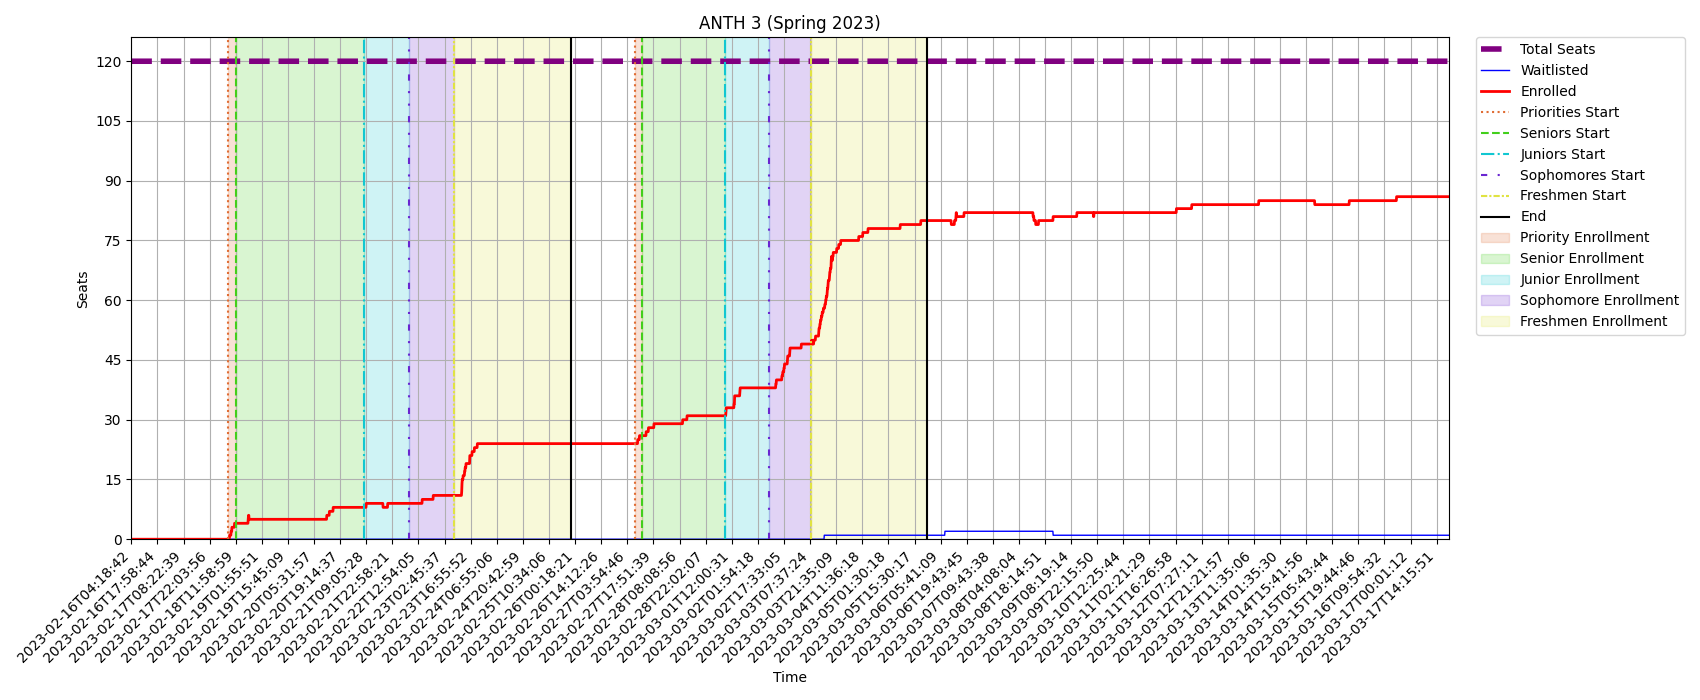 ANTH 3 (Spring 2023)
Seats
120
105
90
75
60
45
30
15
0
2023-02-16T04:18:42
2023-02-16T17:58:44
2023-02-17T08:22:39
2023-02-17T22:03:56
2023-02-18T11:58:59
2023-02-19T01:55:51
2023-02-19T15:45:09
2023-02-20T05:31:57
2023-02-20T19:14:37
2023-02-21T09:05:28
2023-02-21T22:58:21
2023-02-22T12:54:05
2023-02-23T02:45:37
2023-02-23T16:55:52
2023-02-24T06:55:06
2023-02-24T20:42:59
2023-02-25T10:34:06
2023-02-26T00:18:21
2023-02-26T14:12:26
2023-02-27T03:54:46
2023-02-27T17:51:39
2023-02-28T08:08:56
2023-02-28T22:02:07
2023-03-01T12:00:31
2023-03-02T01:54:18
2023-03-02T17:33:05
2023-03-03T07:37:24
2023-03-03T21:35:09
2023-03-04T11:36:18
2023-03-05T01:30:18
2023-03-05T15:30:17
2023-03-06T05:41:09
2023-03-06T19:43:45
2023-03-07T09:43:38
2023-03-08T04:08:04
2023-03-08T18:14:51
2023-03-09T08:19:14
2023-03-09T22:15:50
2023-03-10T12:25:44
2023-03-11T02:21:29
2023-03-11T16:26:58
2023-03-12T07:27:11
2023-03-12T21:21:57
2023-03-13T11:35:06
2023-03-14T01:35:30
2023-03-14T15:41:56
2023-03-15T05:43:44
2023-03-15T19:44:46
2023-03-16T09:54:32
2023-03-17T00:01:12
2023-03-17T14:15:51
Time
Total Seats
Waitlisted
Enrolled
Priorities Start
Seniors Start
Juniors Start
Sophomores Start
Freshmen Start
End
Priority Enrollment
Senior Enrollment
Junior Enrollment
Sophomore Enrollment
Freshmen Enrollment